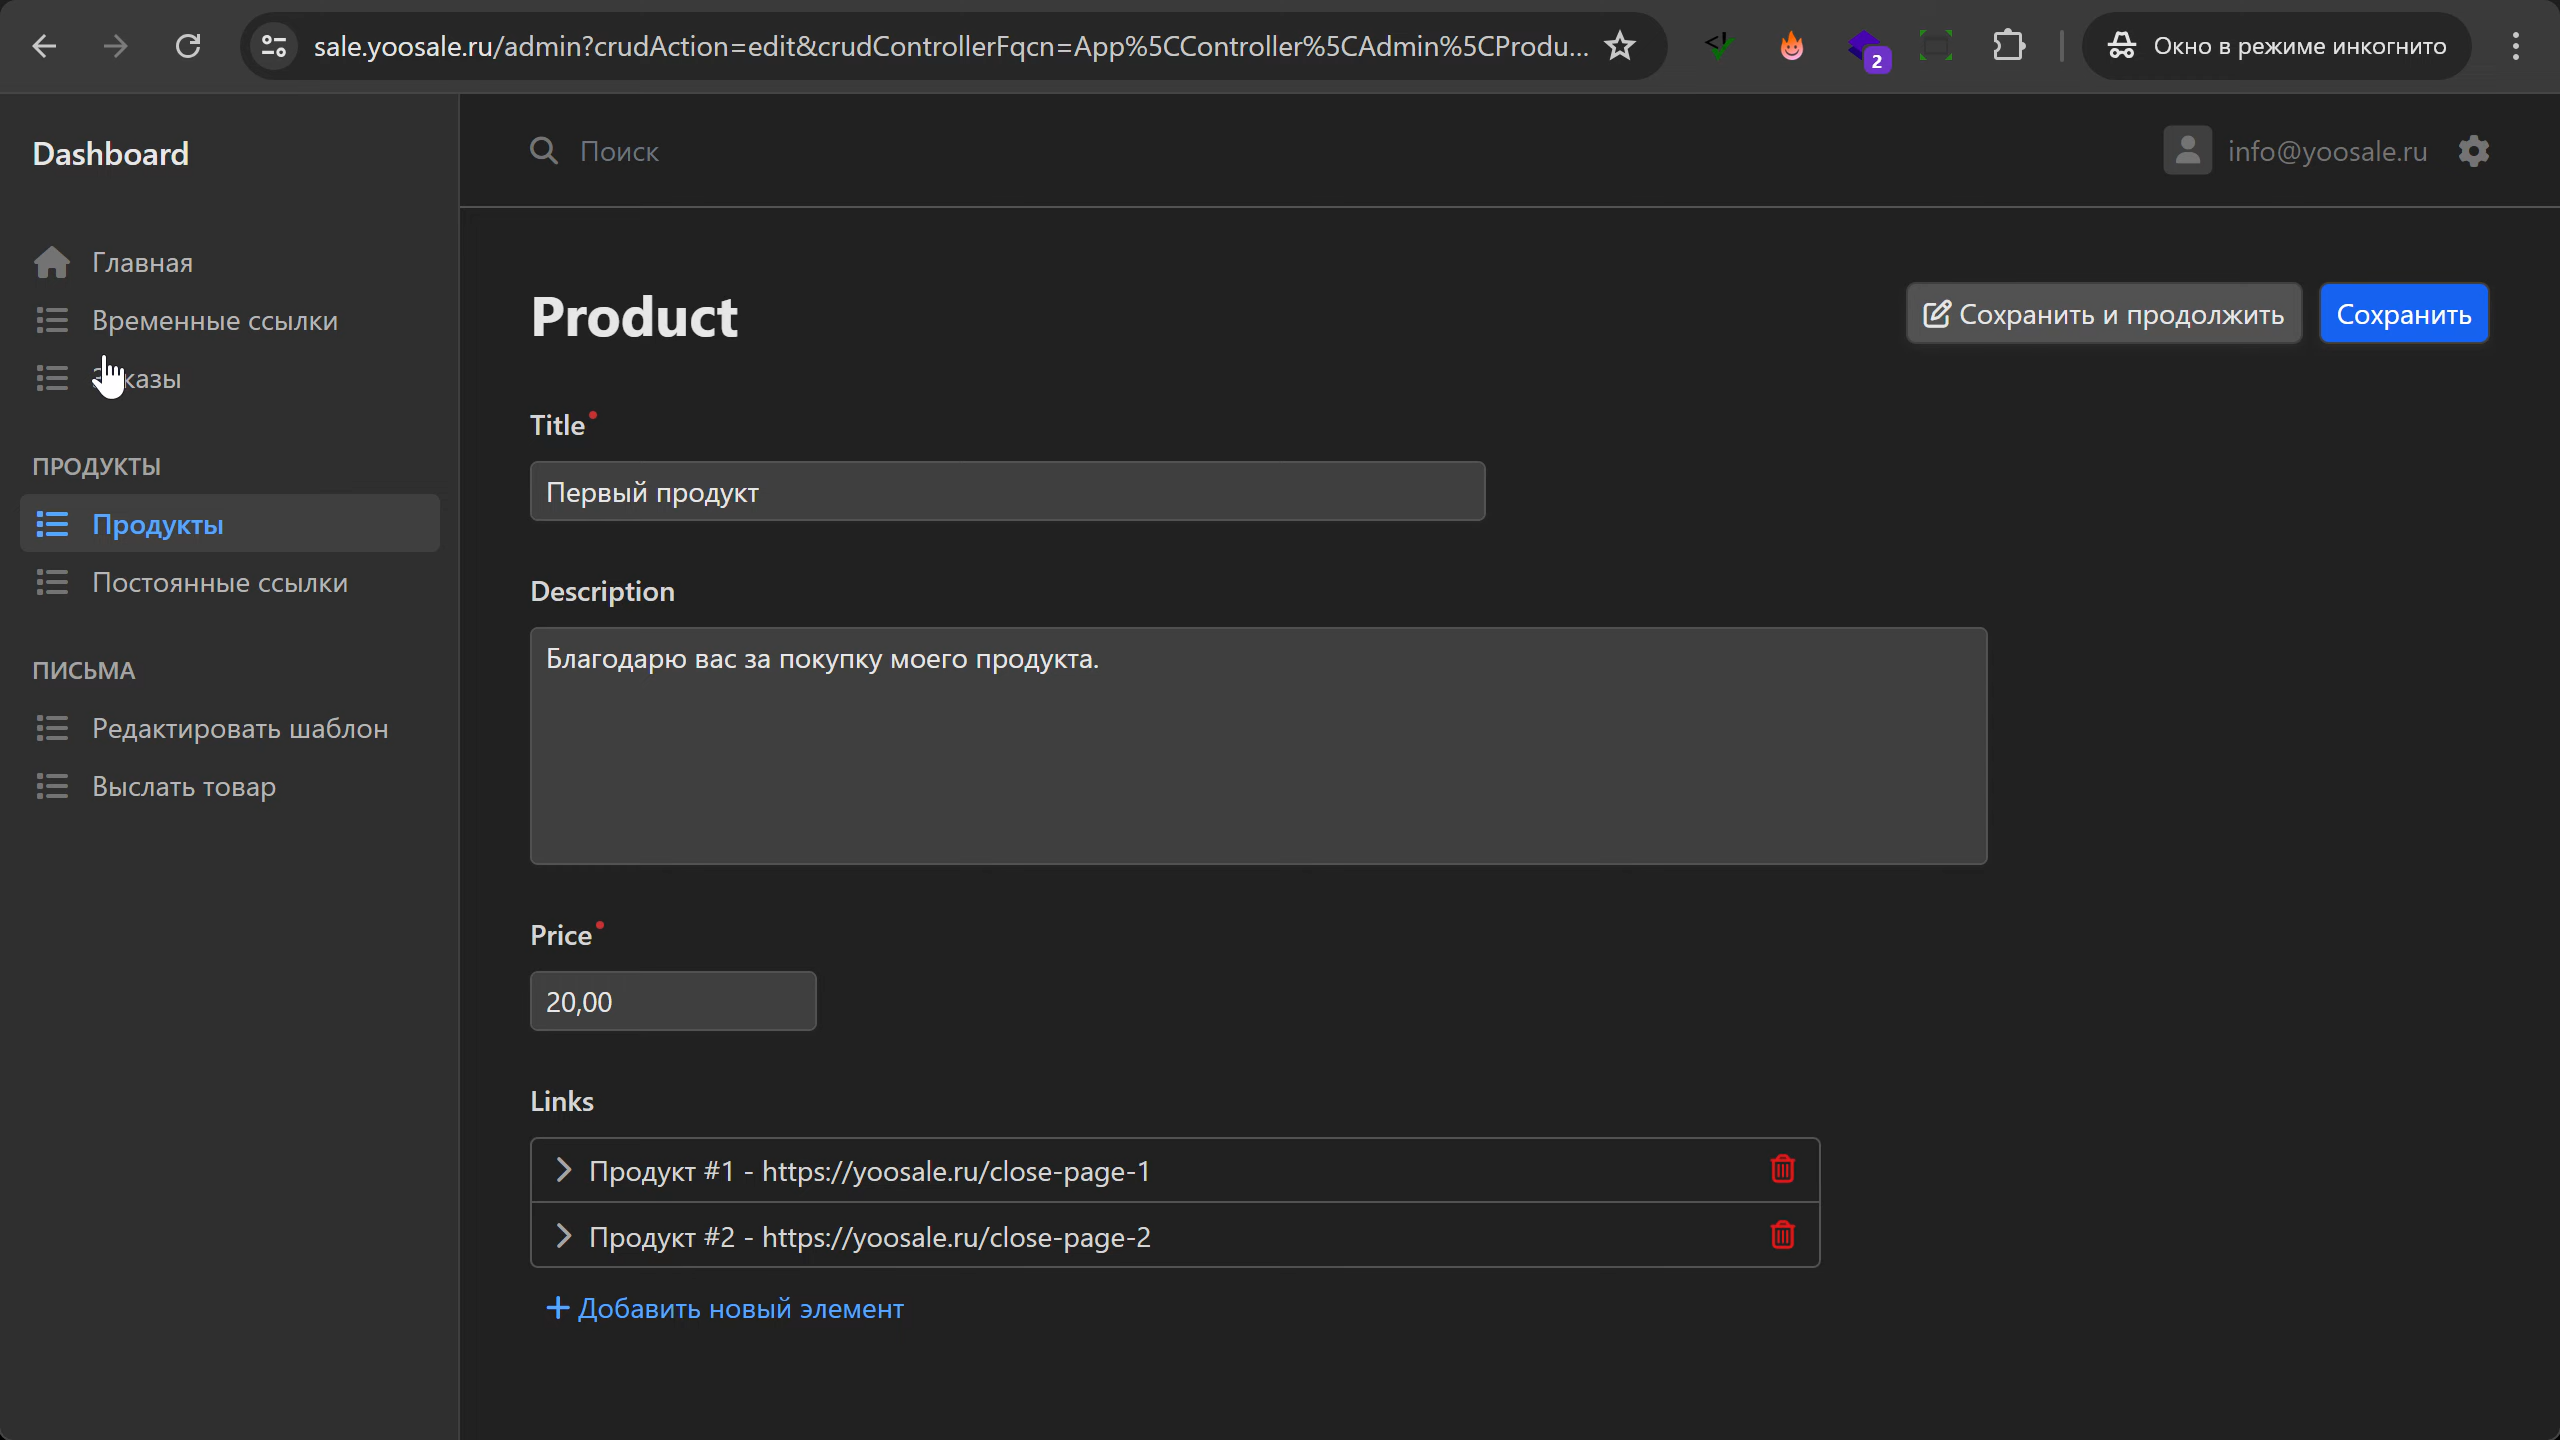 sale.yoosale.ru/admin?crudAction=edit&crudControllerFqcn=App%5CController%5CAdmin%5CProdu...
2
Окно в режиме инкогнито
Dashboard
Поиск
info@yoosale.ru
Главная
Временные ссылки
Product
Сохранить и продолжить
Сохранить
ПРОДУКТЫ
Продукты
Постоянные ссылки
ПИСЬМА
Редактировать шаблон
Выслать товар
Title
Первый продукт
Description
Благодарю вас за покупку моего продукта.
Price
20,00
Links
Продукт #1 - https://yoosale.ru/close-page-1
Продукт #2 - https://yoosale.ru/close-page-2
Добавить новый элемент